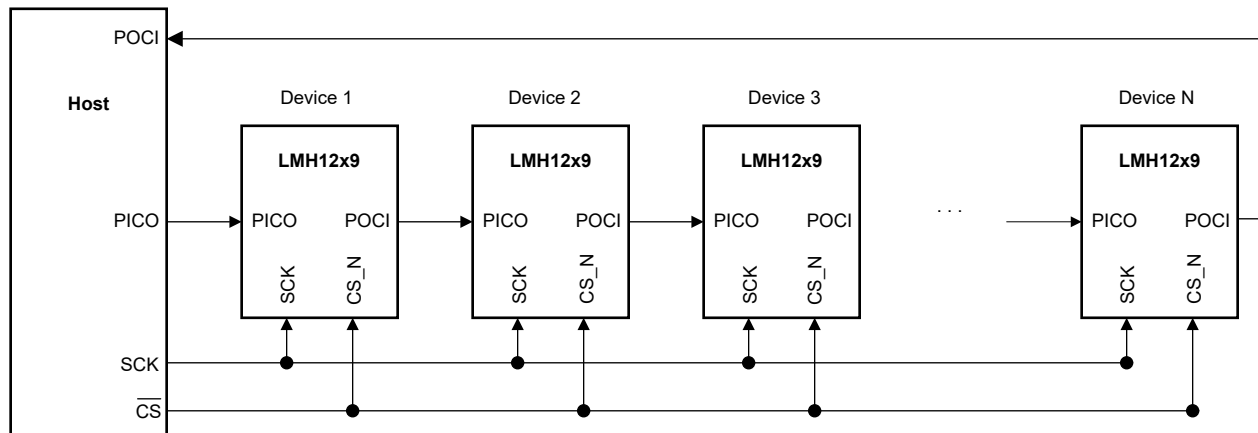 POCI
Host
Device 1
Device 2
Device 3
Device N
LMH12x9
LMH12x9
LMH12x9
LMH12x9
PICO
PICO
POCI
PICO
POCI
PICO
POCI
. . .
PICO
POCI
SCK
CS_N
SCK
CS_N
SCK
CS_N
SCK
CS_N
SCK
C̅S̅